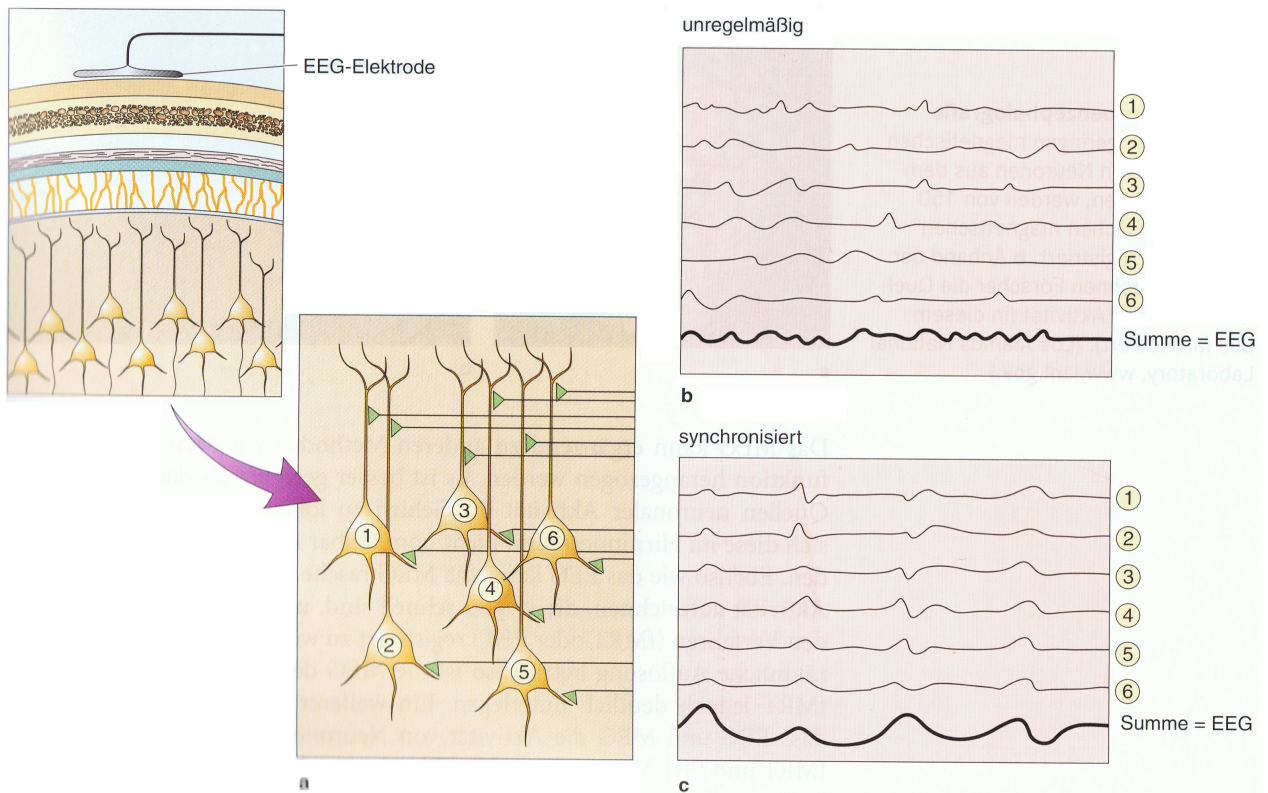 EEG-Elektrode
1
2
3
4
5
6
a
unregelmäßig
1
2
3
4
5
6
Summe = EEG
b
synchronisiert
1
2
3
4
5
6
Summe = EEG
c